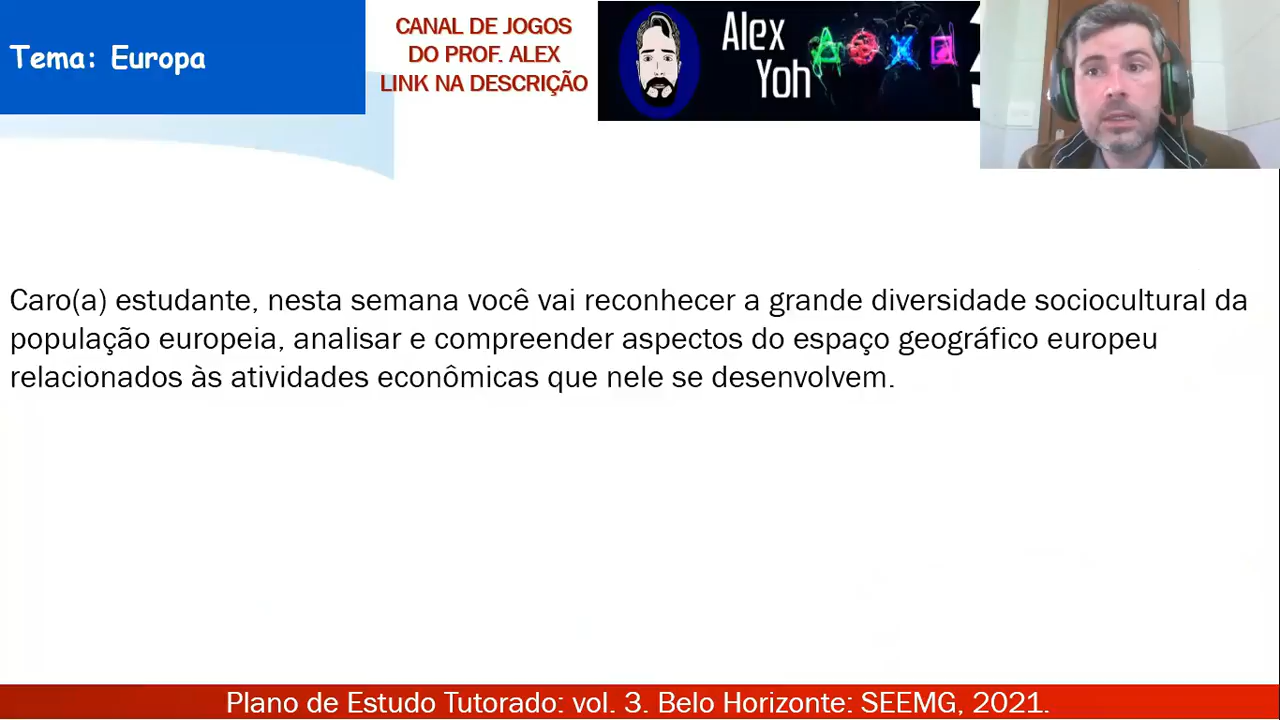 Tema: Europa
CANAL DE JOGOS
DO PROF. ALEX
LINK NA DESCRIÇÃO
Alex
Yoh
Caro(a) estudante, nesta semana você vai reconhecer a grande diversidade sociocultural da
população europeia, analisar e compreender aspectos do espaço geográfico europeu
relacionados às atividades econômicas que nele se desenvolvem.
Plano de Estudo Tutorado: vol. 3. Belo Horizonte: SEEMG, 2021.